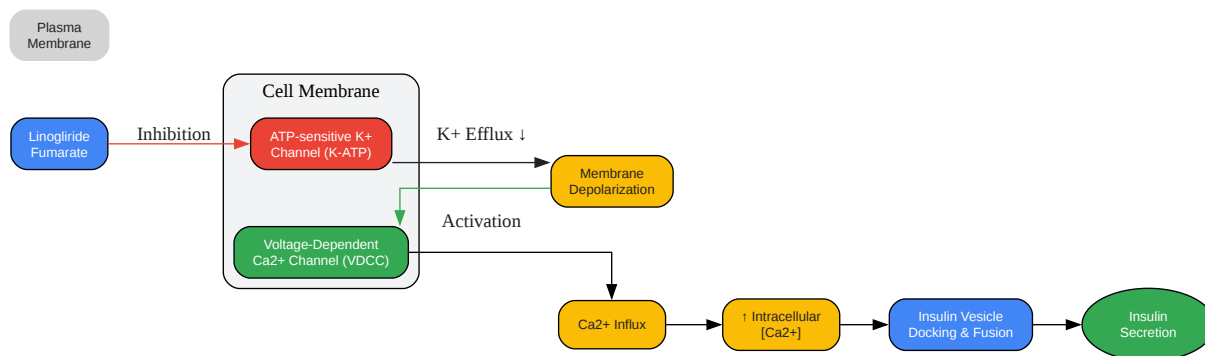 Plasma
Membrane
Cell Membrane
Linogliride
Fumarate
Inhibition
ATP-sensitive K+
Channel (K-ATP)
K+ Efflux ↓
Membrane
Depolarization
Activation
Voltage-Dependent
Ca2+ Channel (VDCC)
Ca2+ Influx
↑ Intracellular
[Ca2+]
Insulin Vesicle
Docking & Fusion
Insulin
Secretion